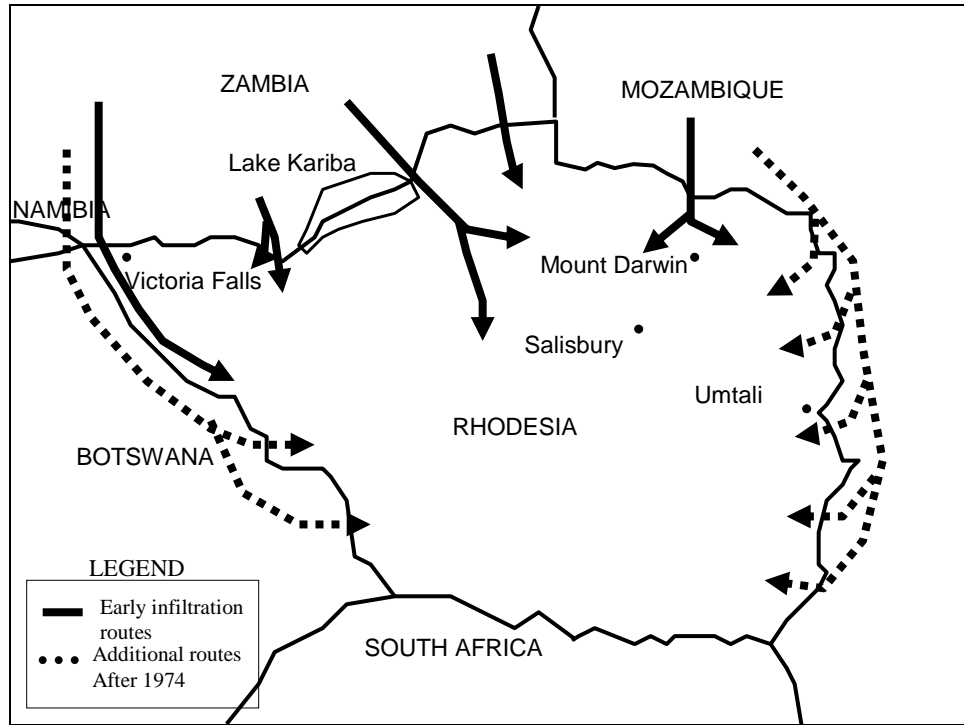 ZAMBIA
MOZAMBIQUE
Lake Kariba
NAMIBIA
Victoria Falls
Mount Darwin
Salisbury
Umtali
RHODESIA
BOTSWANA
SOUTH AFRICA
LEGEND
Early infiltration
routes
Additional routes
After 1974